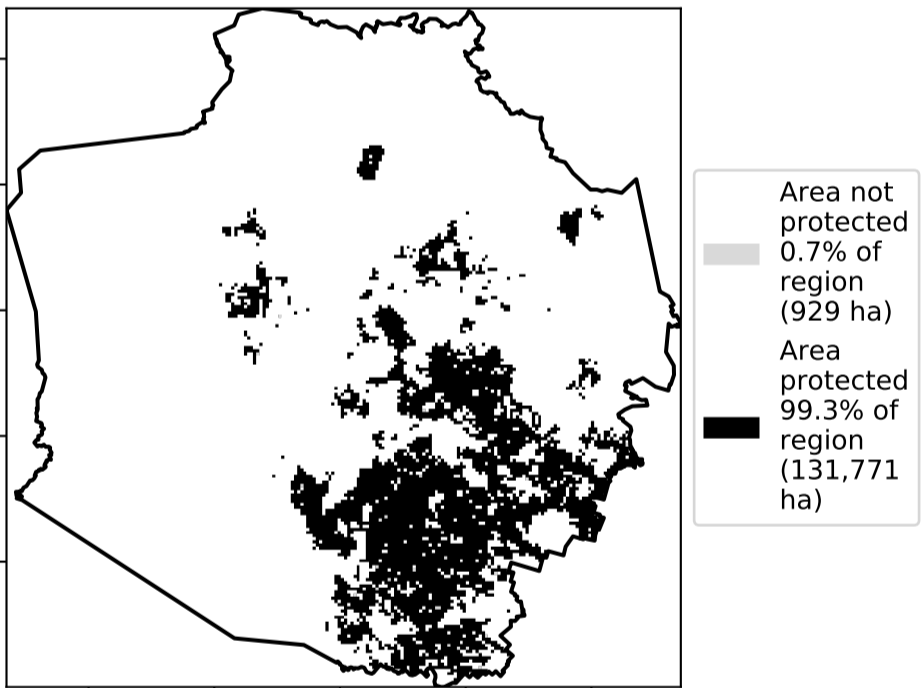 Area not
protected
0.7% of
region
(929 ha)
Area
protected
99.3% of
region
(131,771
ha)